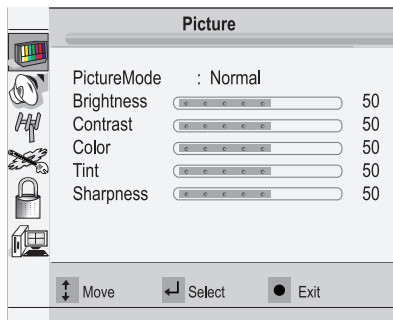 Picture
PictureMode : Normal
Brightness 50
Contrast 50
Color 50
Tint 50
Sharpness 50
Move Select Exit